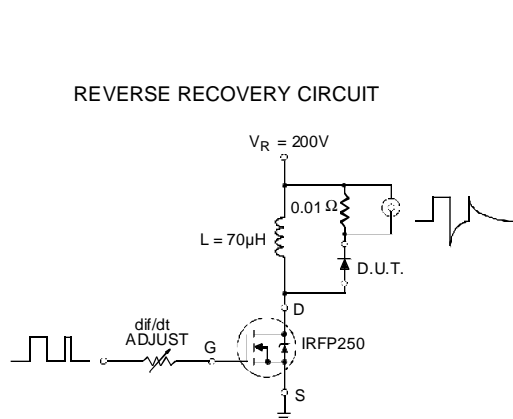 REVERSE RECOVERY CIRCUIT
VR = 200V
0.01 Ω
L = 70µH
D.U.T.
D
dif/dt
ADJUST
G
IRFP250
S